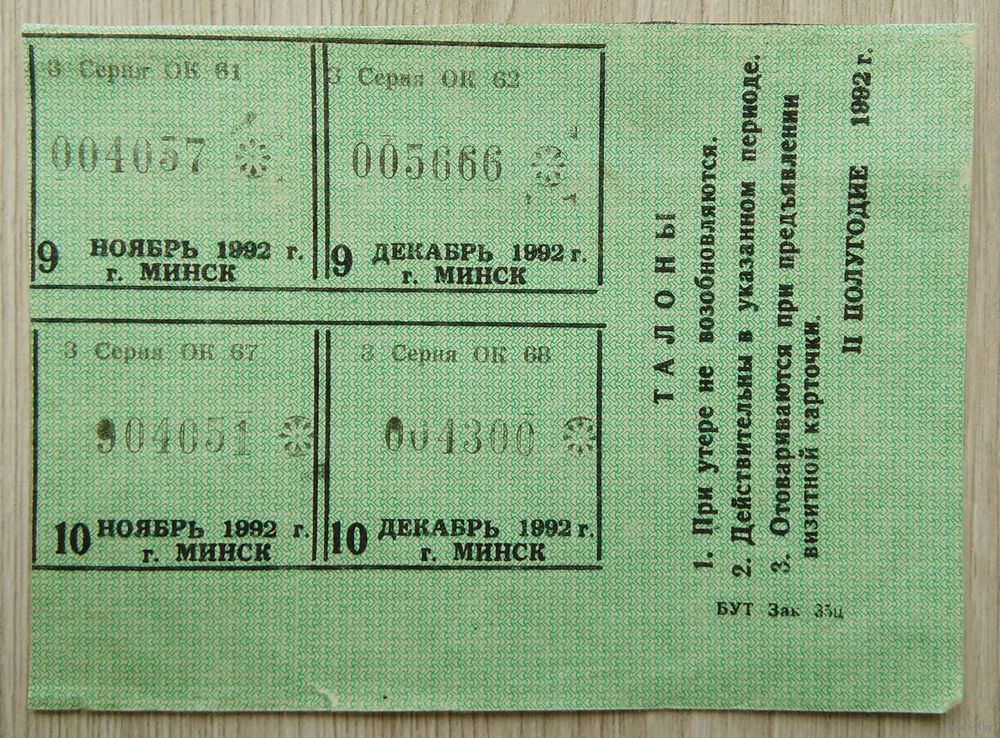 3 Серия ОК 61
004057
9 НОЯБРЬ 1992 г.
г. МИНСК
3 Серия ОК 62
005666
9 ДЕКАБРЬ 1992 г.
г. МИНСК
3 Серия ОК 67
004051
10 НОЯБРЬ 1992 г.
г. МИНСК
3 Серия ОК 68
004300
10 ДЕКАБРЬ 1992 г.
г. МИНСК
ТАЛОНЫ
1. При утере не возобновляются.
2. Действительны в указанном периоде.
3. Отовариваются при предъявлении
визитной карточки.
II ПОЛУГОДИЕ 1992 г.
БУТ Зак